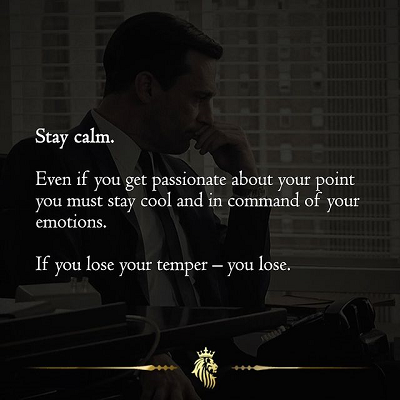 Stay calm.
Even if you get passionate about your point
you must stay cool and in command of your
emotions.
If you lose your temper – you lose.